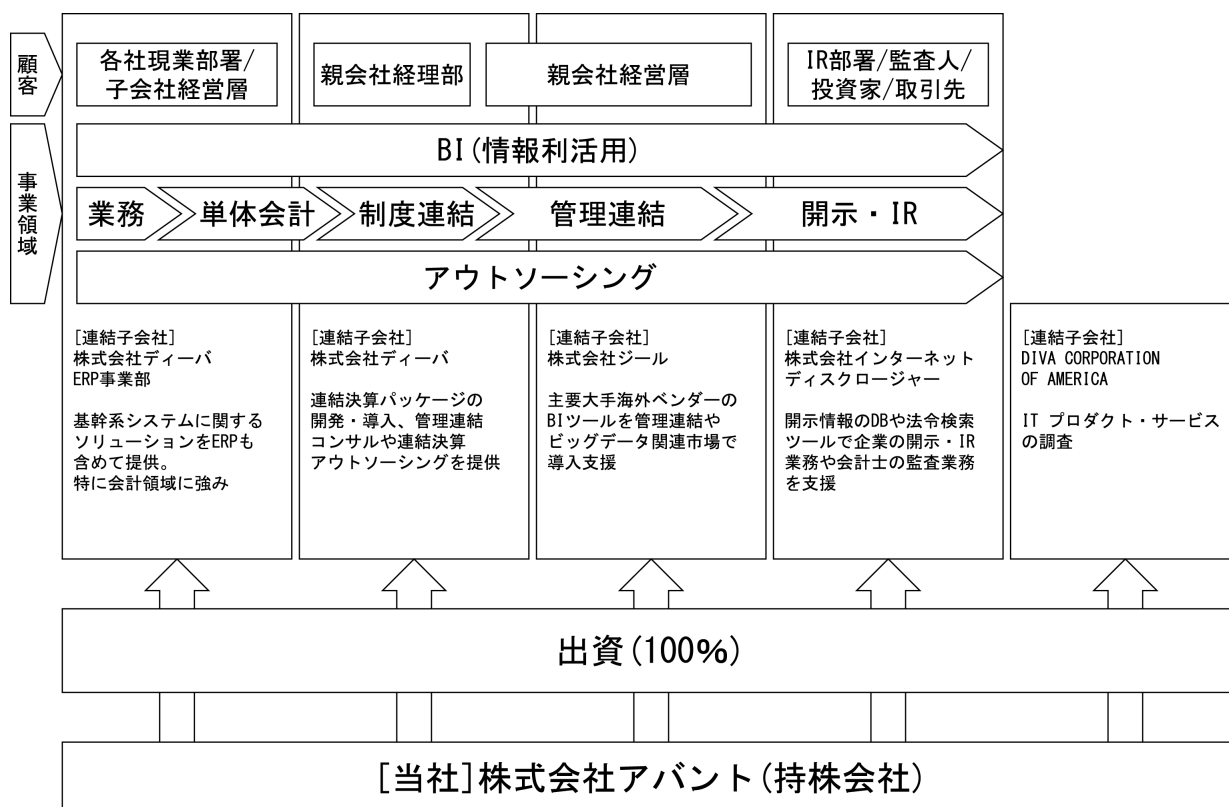 顧客
各社現業部署/
子会社経営層
親会社経理部
親会社経営層
IR部署/監査人/
投資家/取引先
事業領域
BI(情報利活用)
業務
単体会計
制度連結
管理連結
開示・IR
アウトソーシング
[連結子会社]
株式会社ディーバ
ERP事業部
基幹系システムに関する
ソリューションをERPも
含めて提供。
特に会計領域に強み
[連結子会社]
株式会社ディーバ
連結決算パッケージの
開発・導入、管理連結
コンサルや連結決算
アウトソーシングを提供
[連結子会社]
株式会社ジール
主要大手海外ベンダーの
BIツールを管理連結や
ビッグデータ関連市場で
導入支援
[連結子会社]
株式会社インターネット
ディスクロージャー
開示情報のDBや法令検索
ツールで企業の開示・IR
業務や会計士の監査業務
を支援
[連結子会社]
DIVA CORPORATION
OF AMERICA
IT プロダクト・サービス
の調査
出資(100%)
[当社]株式会社アバント(持株会社)